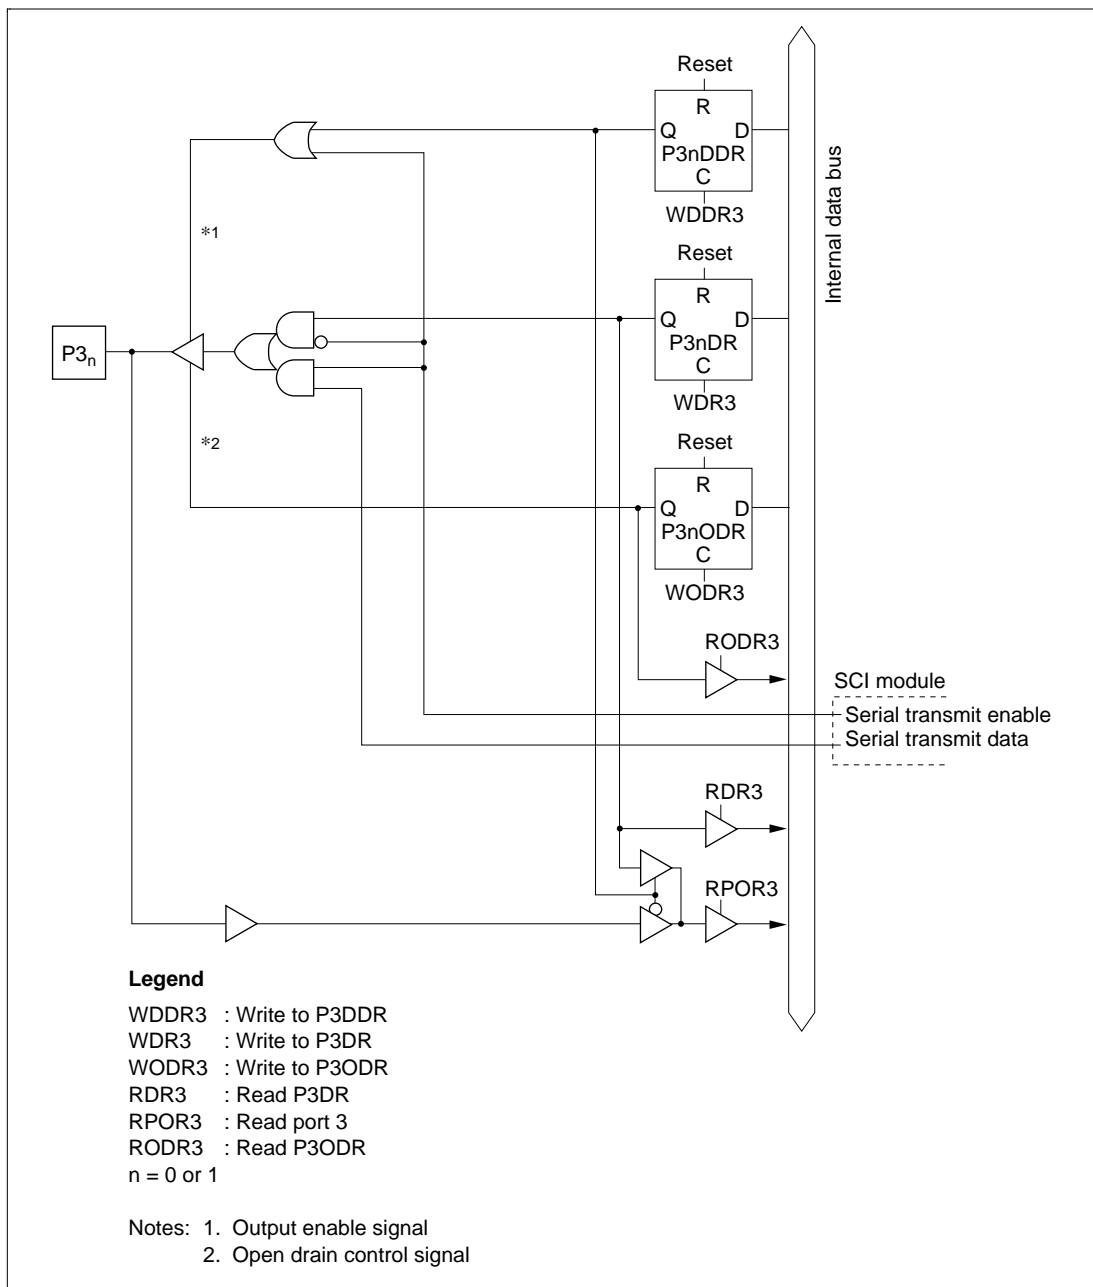 Reset
R
Q D
P3nDDR
C
WDDR3
Internal data bus
*1
Reset
R
Q D
P3nDR
C
WDR3
P3n
*2
Reset
R
Q D
P3nODR
C
WODR3
RODR3
SCI module
Serial transmit enable
Serial transmit data
RDR3
RPOR3
Legend
WDDR3 : Write to P3DDR
WDR3 : Write to P3DR
WODR3 : Write to P3ODR
RDR3 : Read P3DR
RPOR3 : Read port 3
RODR3 : Read P3ODR
n = 0 or 1
Notes: 1. Output enable signal
2. Open drain control signal